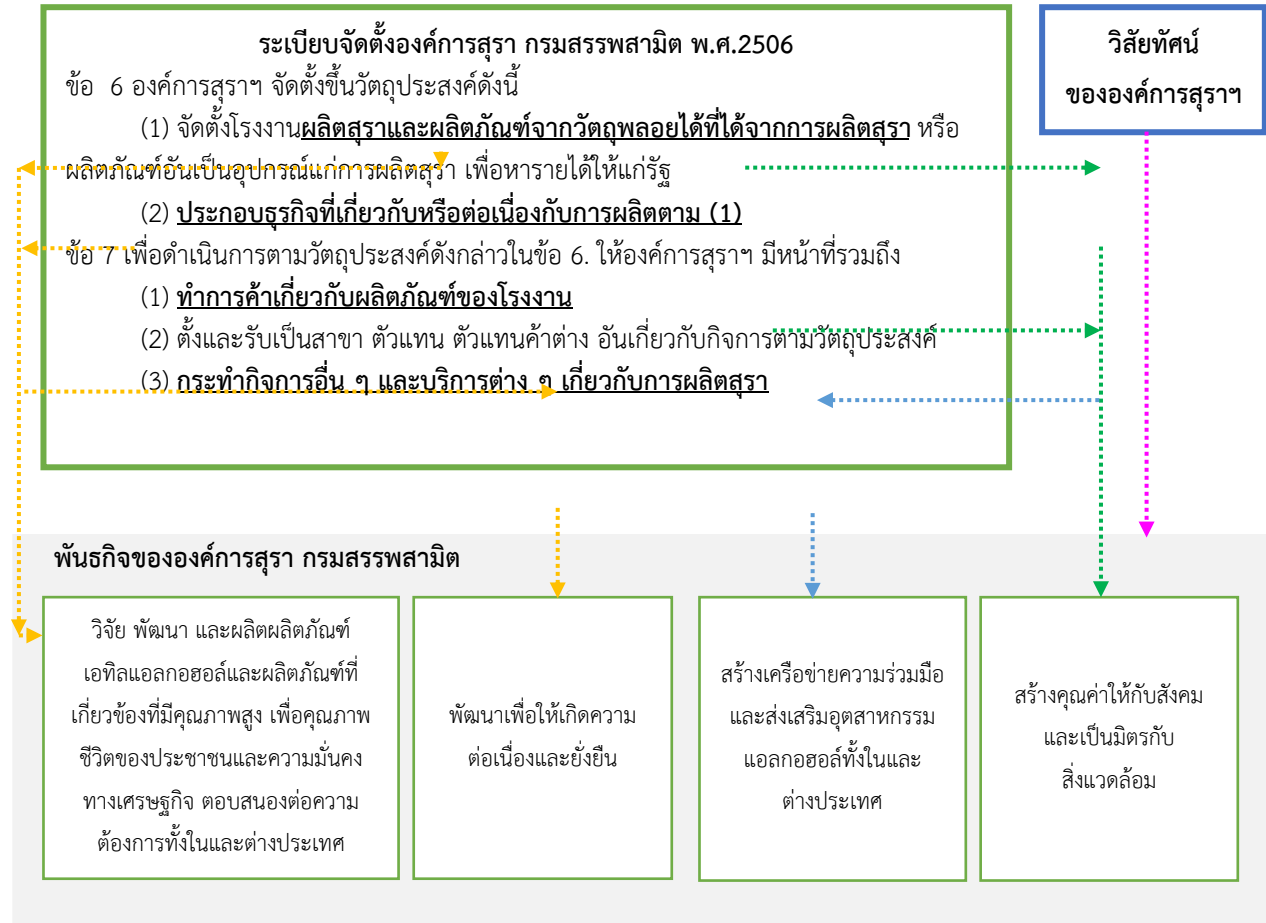 ระเบียบจัดตั้งองค์การสุรา กรมสรรพสามิต พ.ศ.2506
ข้อ 6 องค์การสุราฯ จัดตั้งขึ้นวัตถุประสงค์ดังนี้
(1) จัดตั้งโรงงานผลิตสุราและผลิตภัณฑ์จากวัตถุพลอยได้ที่ได้จากการผลิตสุรา หรือ
ผลิตภัณฑ์อันเป็นอุปกรณ์แก่การผลิตสุรา เพื่อหารายได้ให้แก่รัฐ
(2) ประกอบธุรกิจที่เกี่ยวกับหรือต่อเนื่องกับการผลิตตาม (1)
ข้อ 7 เพื่อดำเนินการตามวัตถุประสงค์ดังกล่าวในข้อ 6. ให้องค์การสุราฯ มีหน้าที่รวมถึง
(1) ทำการค้าเกี่ยวกับผลิตภัณฑ์ของโรงงาน
(2) ตั้งและรับเป็นสาขา ตัวแทน ตัวแทนค้าต่าง อันเกี่ยวกับกิจการตามวัตถุประสงค์
(3) กระทำกิจการอื่น ๆ และบริการต่าง ๆ เกี่ยวกับการผลิตสุรา
วิสัยทัศน์
ขององค์การสุราฯ
พันธกิจขององค์การสุรา กรมสรรพสามิต
วิจัย พัฒนา และผลิตผลิตภัณฑ์
เอทิลแอลกอฮอล์และผลิตภัณฑ์ที่
เกี่ยวข้องที่มีคุณภาพสูง เพื่อคุณภาพ
ชีวิตของประชาชนและความมั่นคง
ทางเศรษฐกิจ ตอบสนองต่อความ
ต้องการทั้งในและต่างประเทศ
พัฒนาเพื่อให้เกิดความ
ต่อเนื่องและยั่งยืน
สร้างเครือข่ายความร่วมมือ
และส่งเสริมอุตสาหกรรม
แอลกอฮอล์ทั้งในและ
ต่างประเทศ
สร้างคุณค่าให้กับสังคม
และเป็นมิตรกับ
สิ่งแวดล้อม